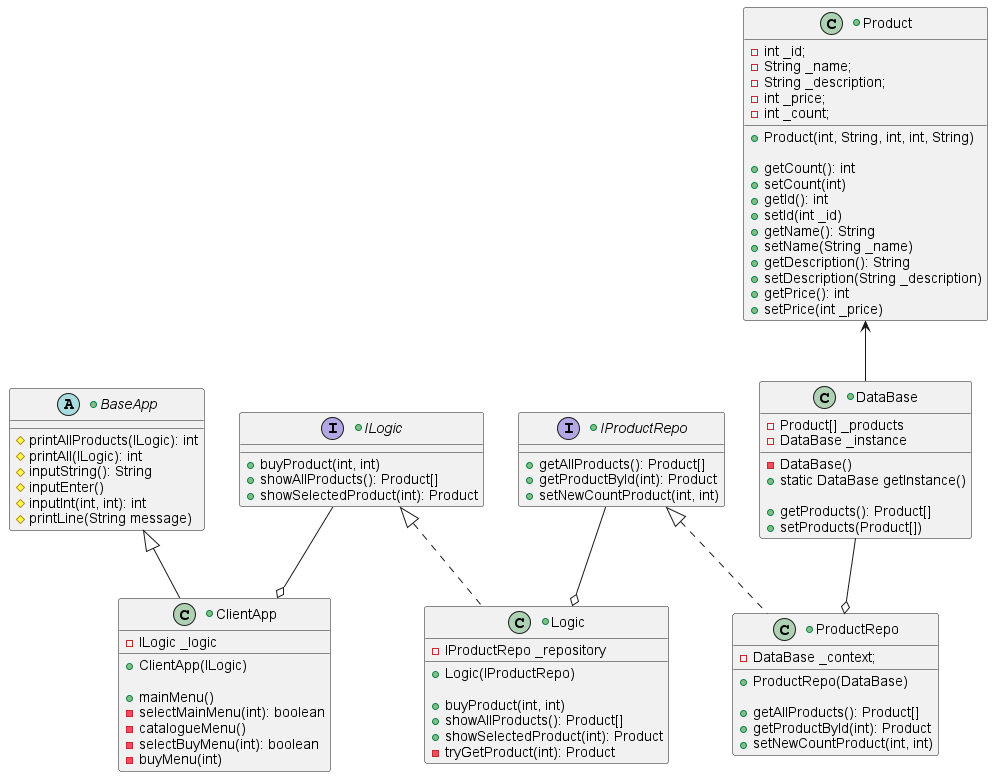 C Product
int _id;
String _name;
String _description;
int _price;
int _count;
Product(int, String, int, int, String)
getCount(): int
setCount(int)
getId(): int
setId(int _id)
getName(): String
setName(String _name)
getDescription(): String
setDescription(String _description)
getPrice(): int
setPrice(int _price)
A BaseApp
printAllProducts(ILogic): int
printAll(ILogic): int
inputString(): String
inputEnter()
inputInt(int, int): int
printLine(String message)
I ILogic
buyProduct(int, int)
showAllProducts(): Product[]
showSelectedProduct(int): Product
I IProductRepo
getAllProducts(): Product[]
getProductById(int): Product
setNewCountProduct(int, int)
C DataBase
Product[] _products
DataBase _instance
DataBase()
static DataBase getInstance()
getProducts(): Product[]
setProducts(Product[])
C ClientApp
ILogic _logic
ClientApp(ILogic)
mainMenu()
selectMainMenu(int): boolean
catalogueMenu()
selectBuyMenu(int): boolean
buyMenu(int)
C Logic
IProductRepo _repository
Logic(IProductRepo)
buyProduct(int, int)
showAllProducts(): Product[]
showSelectedProduct(int): Product
tryGetProduct(int): Product
C ProductRepo
DataBase _context;
ProductRepo(DataBase)
getAllProducts(): Product[]
getProductById(int): Product
setNewCountProduct(int, int)